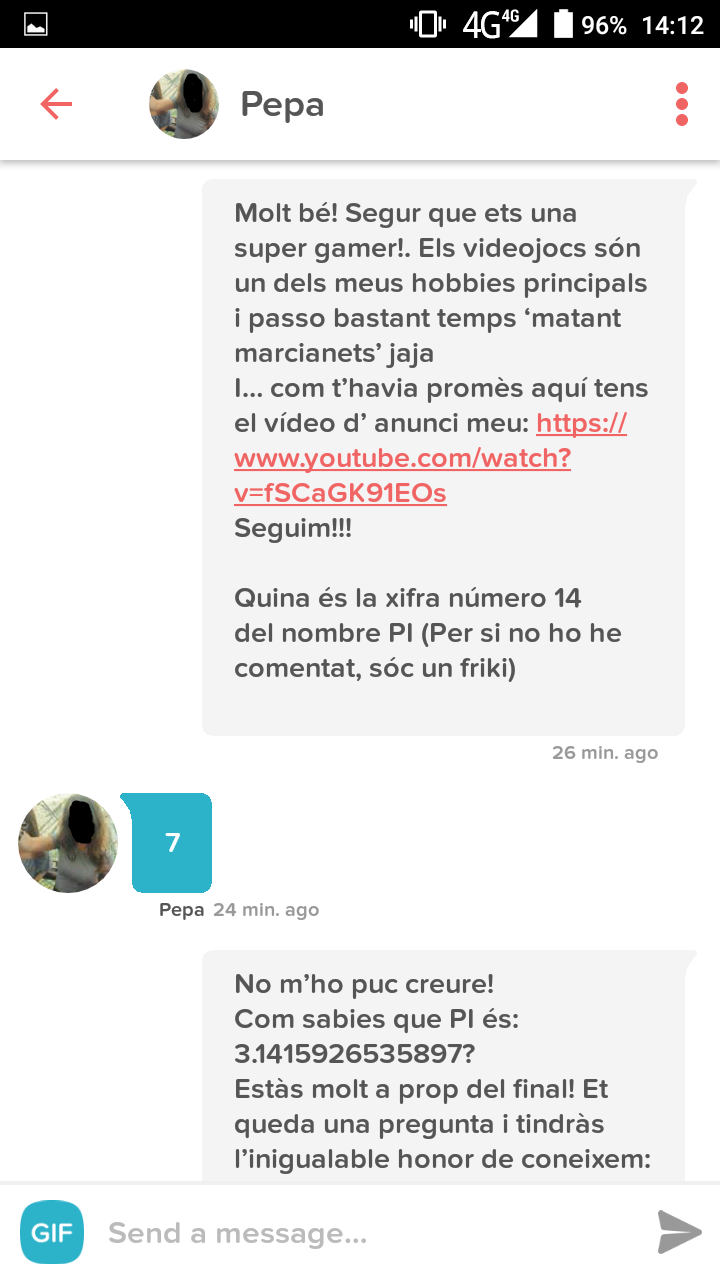 4G 4G 96% 14:12
Pepa
Molt bé! Segur que ets una
super gamer!. Els videojocs són
un dels meus hobbies principals
i passo bastant temps ‘matant
marcianets’ jaja
I... com t’havia promès aquí tens
el vídeo d’ anunci meu: https://
www.youtube.com/watch?
v=fSCaGK91EOs
Seguim!!!
Quina és la xifra número 14
del nombre PI (Per si no ho he
comentat, sóc un friki)
26 min. ago
7
Pepa 24 min. ago
No m’ho puc creure!
Com sabies que PI és:
3.1415926535897?
Estàs molt a prop del final! Et
queda una pregunta i tindràs
l’inigualable honor de coneixem:
GIF Send a message...